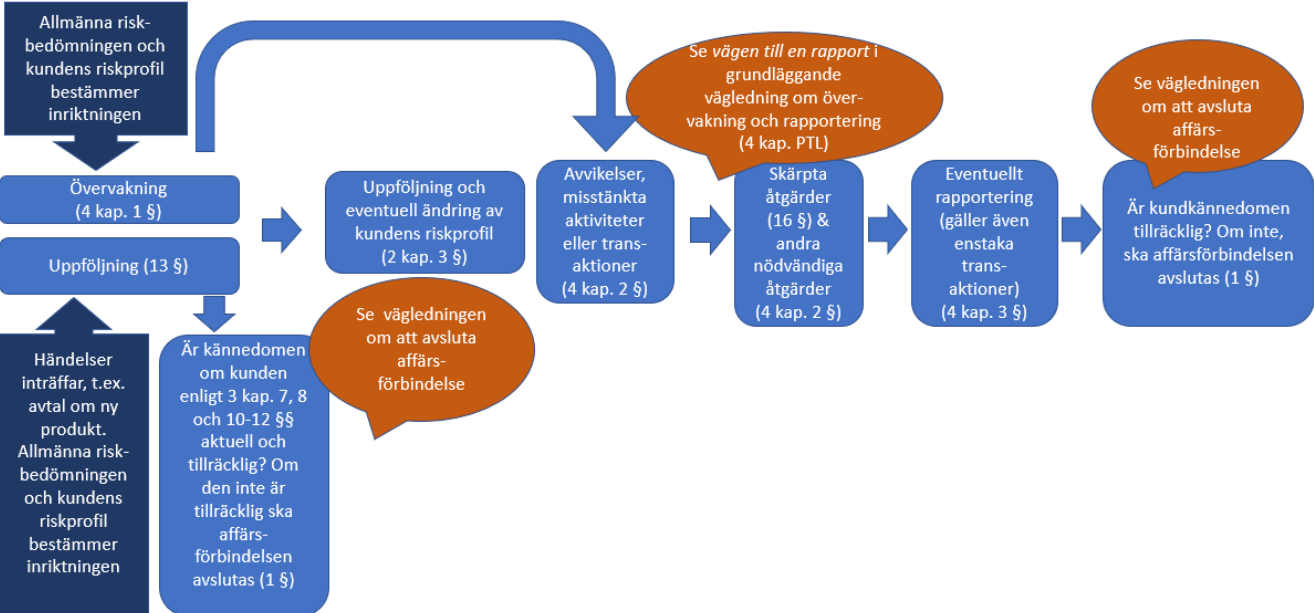 Allmänna risk-
bedömningen och
kundens riskprofil
bestämmer
inriktningen
Övervakning
(4 kap. 1 §)
Uppföljning (13 §)
Händelser
inträffar, t.ex.
avtal om ny
produkt.
Allmänna risk-
bedömningen
och kundens
riskprofil
bestämmer
inriktningen
Är kännedomen
om kunden
enligt 3 kap. 7, 8
och 10-12 §§
aktuell och
tillräcklig? Om
den inte är
tillräcklig ska
affärs-
förbindelsen
avslutas (1 §)
Se  vägledningen
om att avsluta
affärs-
förbindelse
Uppföljning och
eventuell ändring av
kundens riskprofil
(2 kap. 3 §)
Avvikelser,
misstänkta
aktiviteter
eller trans-
aktioner
(4 kap. 2 §)
Se vägen till en rapport i
grundläggande
vägledning om över-
vakning och rapportering
(4 kap. PTL)
Skärpta
åtgärder
(16 §) &
andra
nödvändiga
åtgärder
(4 kap. 2 §)
Eventuellt
rapportering
(gäller även
enstaka
trans-
aktioner)
(4 kap. 3 §)
Se vägledningen
om att avsluta
affärs-
förbindelse
Är kundkännedomen
tillräcklig? Om inte,
ska affärsförbindelsen
avslutas (1 §)